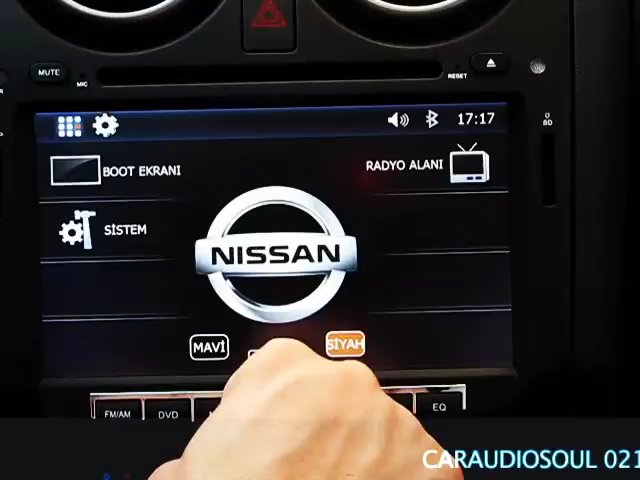 MUTE
MIC
RESET
SD
17:17
BOOT EKRANI
RADYO ALANI
SİSTEM
NISSAN
MAVİ
SİYAH
FM/AM
DVD
EQ
CARAUDIOSOUL 021